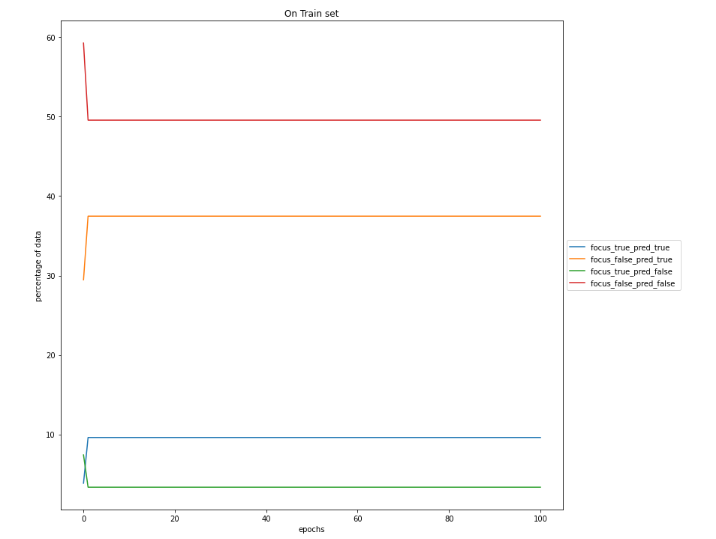 On Train set
60
50
40
30
20
10
percentage of data
0 20 40 60 80 100
epochs
focus_true_pred_true
focus_false_pred_true
focus_true_pred_false
focus_false_pred_false